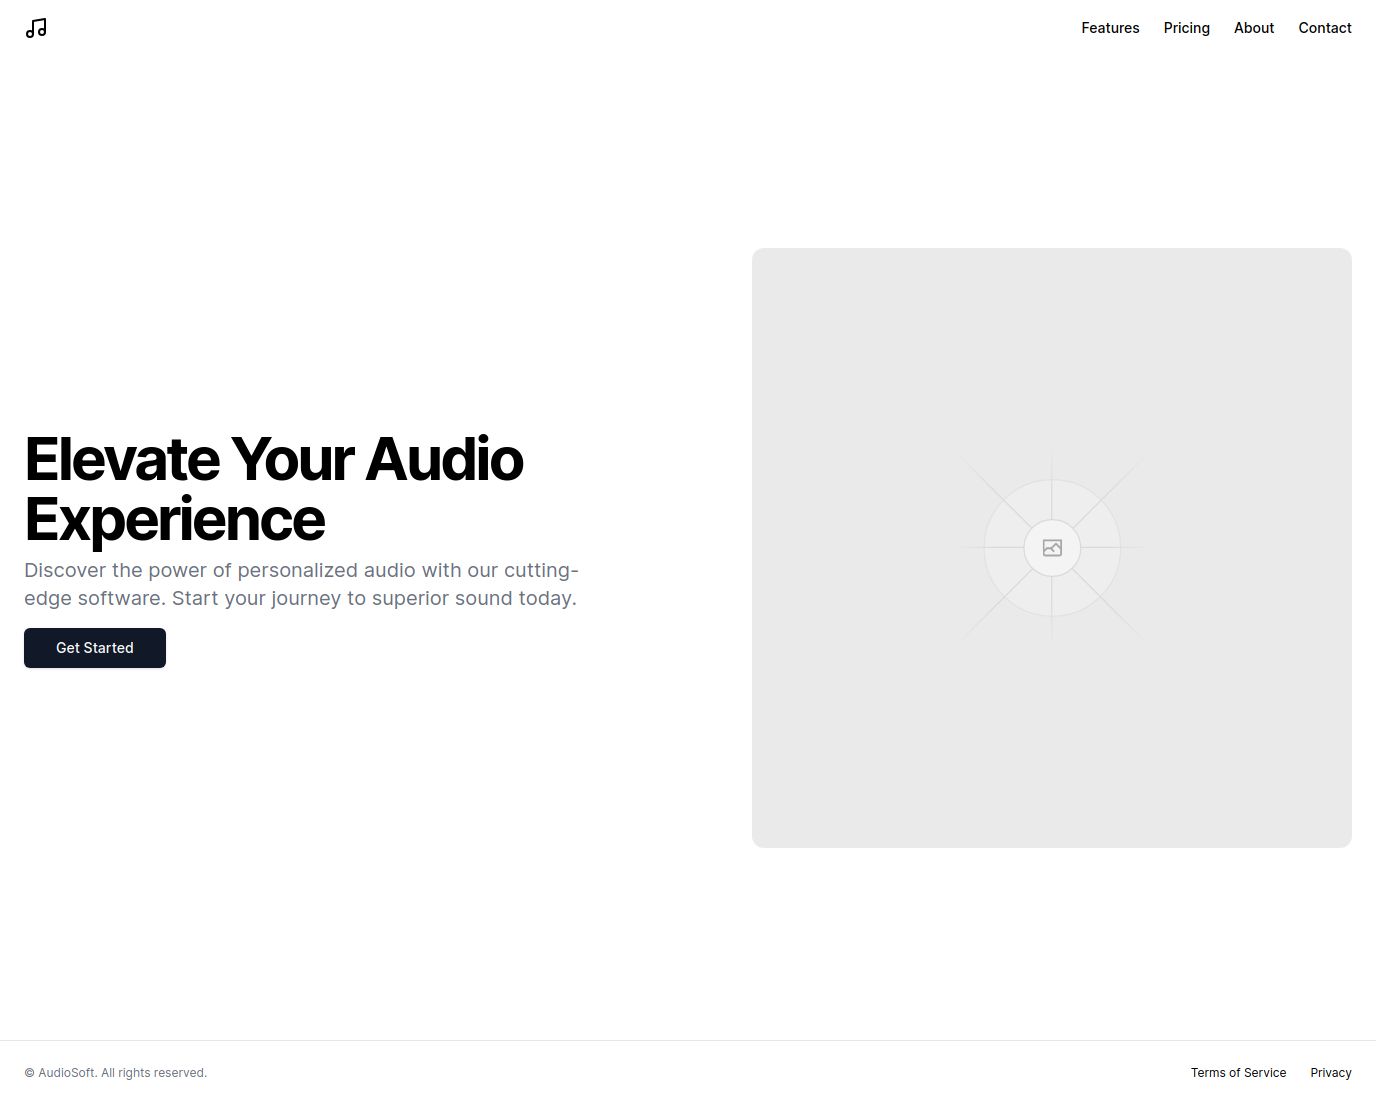 Features Pricing About Contact
Elevate Your Audio
Experience
Discover the power of personalized audio with our cutting-
edge software. Start your journey to superior sound today.
Get Started
© AudioSoft. All rights reserved.
Terms of Service Privacy